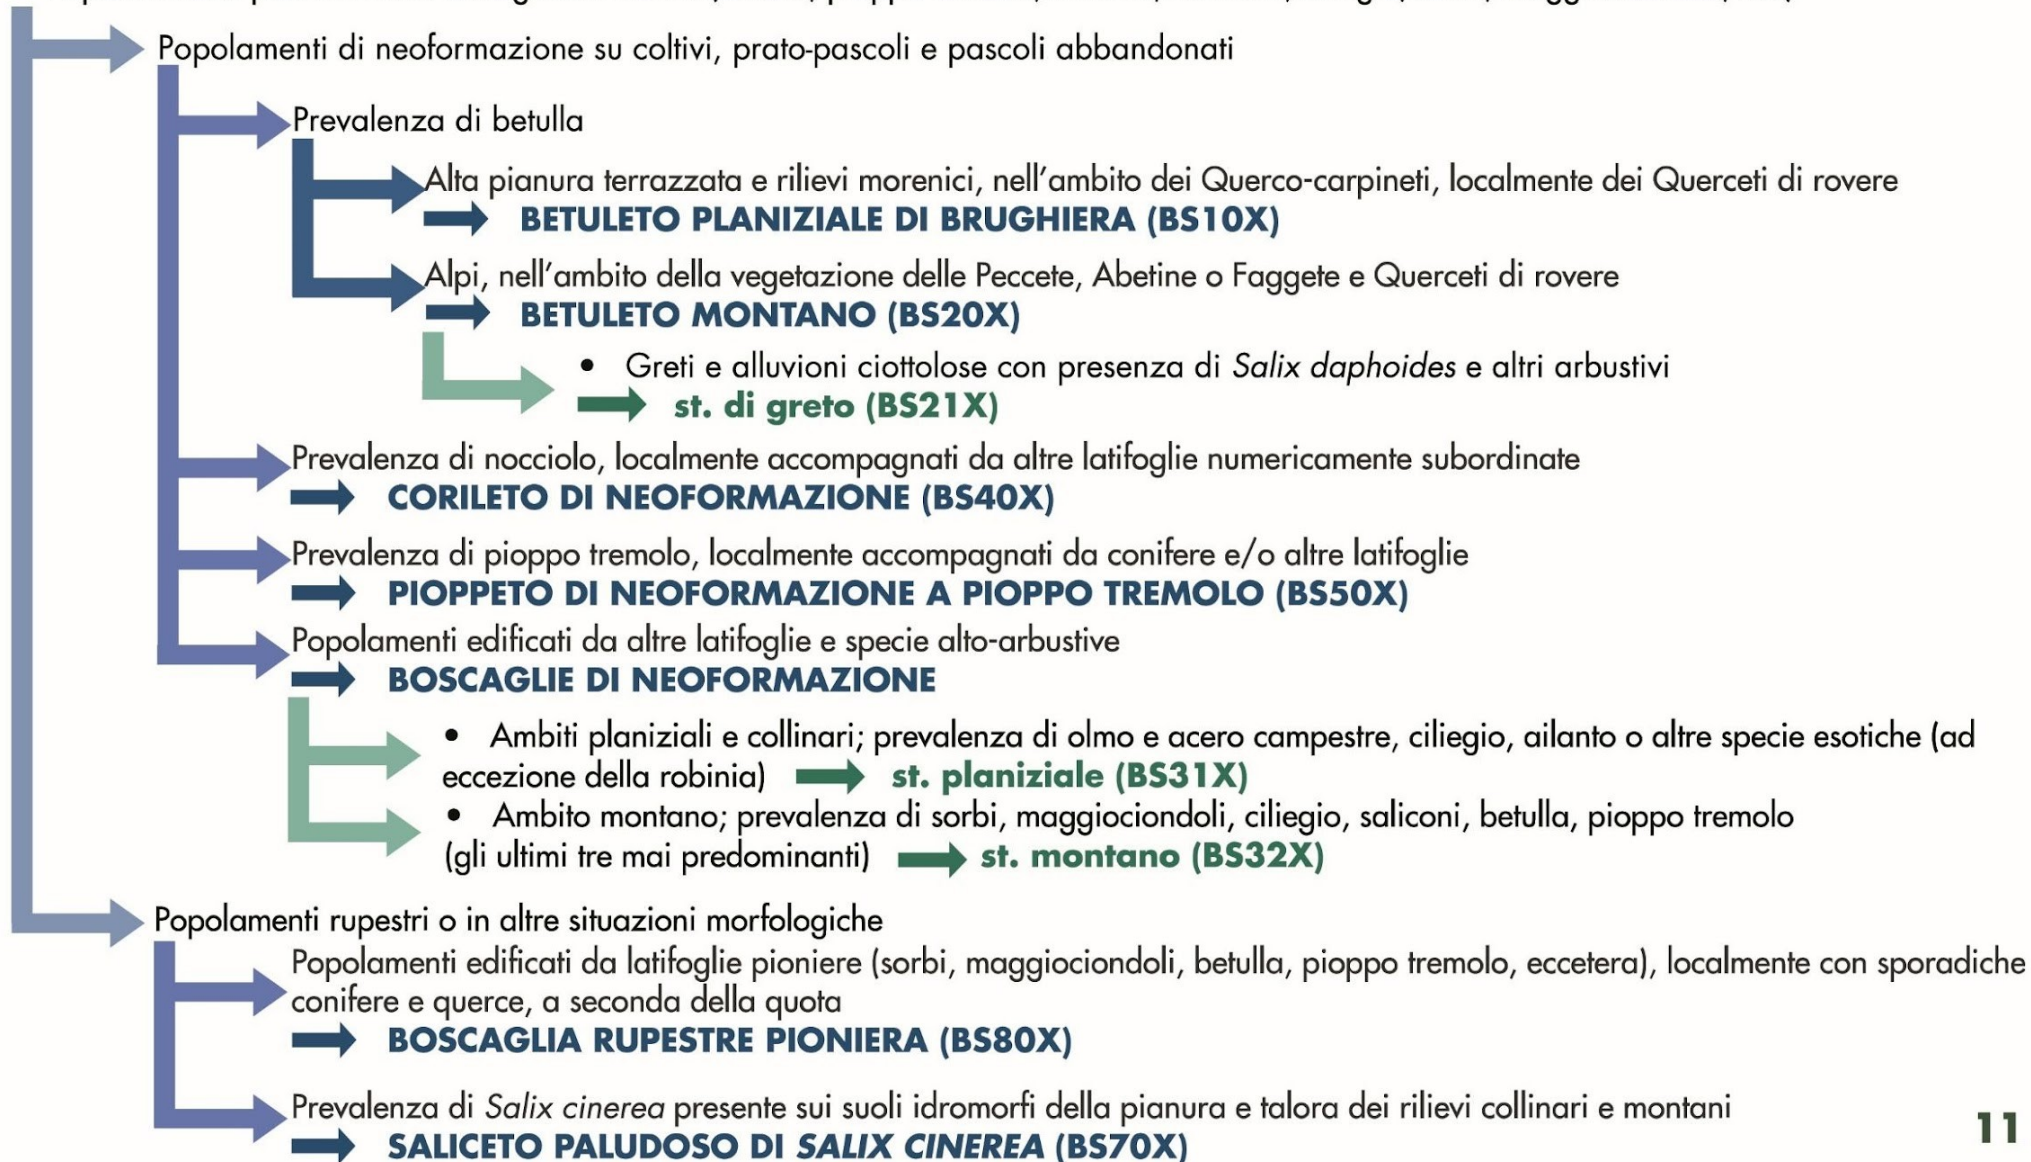 Popolamenti di neoformazione su coltivi, prato-pascoli e pascoli abbandonati
Prevalenza di betulla
Alta pianura terrazzata e rilievi morenici, nell'ambito dei Querco-carpineti, localmente dei Querceti di rovere
BETULETO PLANIZIALE DI BRUGHIERA (BS10X)
Alpi, nell'ambito della vegetazione delle Peccete, Abetine o Faggete e Querceti di rovere
BETULETO MONTANO (BS20X)
• Greti e alluvioni ciottolose con presenza di Salix daphoides e altri arbustivi
st. di greto (BS21X)
Prevalenza di nocciolo, localmente accompagnati da altre latifoglie numericamente subordinate
CORILETO DI NEOFORMAZIONE (BS40X)
Prevalenza di pioppo tremolo, localmente accompagnati da conifere e/o altre latifoglie
PIOPPETO DI NEOFORMAZIONE A PIOPPO TREMOLO (BS50X)
Popolamenti edificati da altre latifoglie e specie alto-arbustive
BOSCAGLIE DI NEOFORMAZIONE
• Ambiti planiziali e collinari; prevalenza di olmo e acero campestre, ciliegio, ailanto o altre specie esotiche (ad
eccezione della robinia) st. planiziale (BS31X)
• Ambito montano; prevalenza di sorbi, maggiociondoli, ciliegio, saliconi, betulla, pioppo tremolo
(gli ultimi tre mai predominanti) st. montano (BS32X)
Popolamenti rupestri o in altre situazioni morfologiche
Popolamenti edificati da latifoglie pioniere (sorbi, maggiociondoli, betulla, pioppo tremolo, eccetera), localmente con sporadiche
conifere e querce, a seconda della quota
BOSCAGLIA RUPESTRE PIONIERA (BS80X)
Prevalenza di Salix cinerea presente sui suoli idromorfi della pianura e talora dei rilievi collinari e montani
SALICETO PALUDOSO DI SALIX CINEREA (BS70X)
11